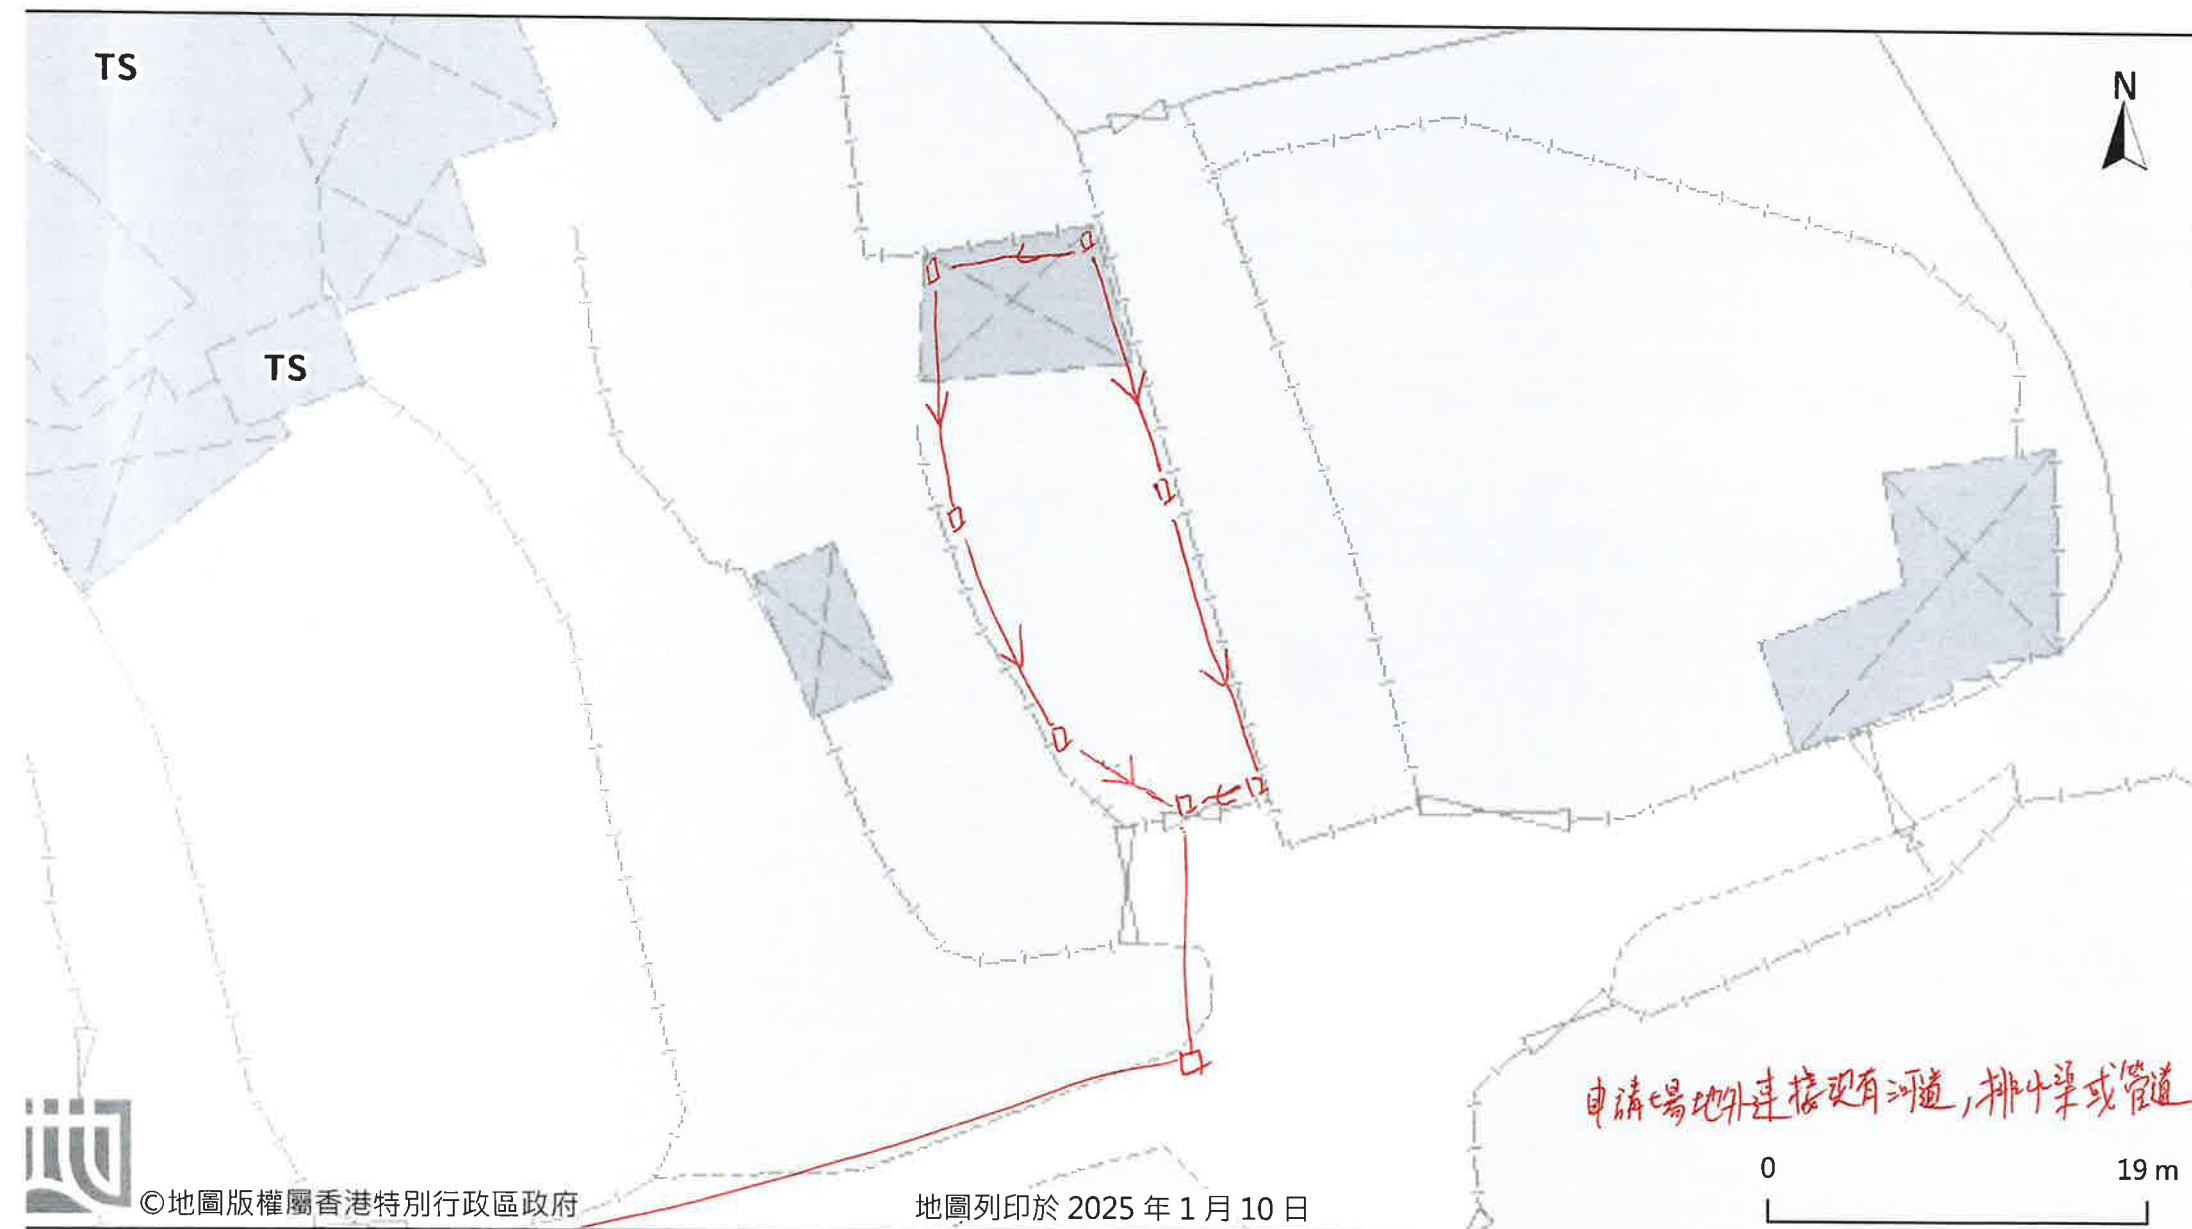 TS
N
TS
申請場地外連接現有河道，排水渠或管道
0 19 m
©地圖版權屬香港特別行政區政府
地圖列印於 2025 年 1 月 10 日